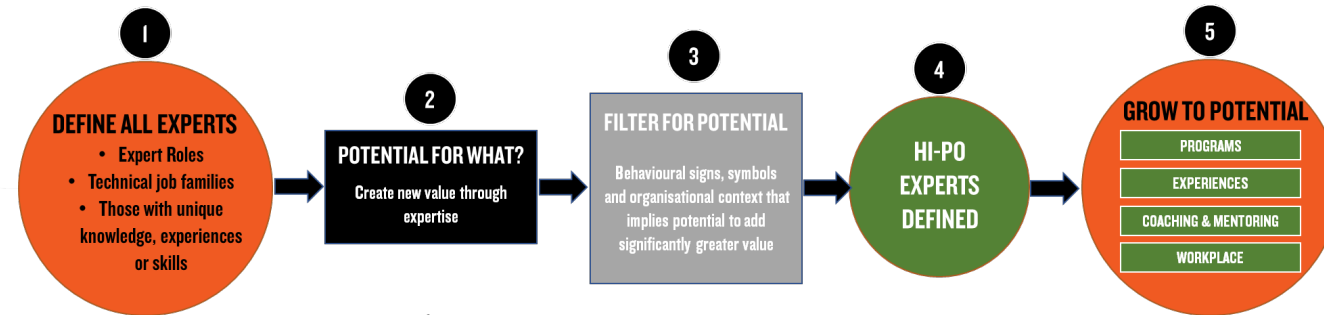 1
DEFINE ALL EXPERTS
• Expert Roles
• Technical job families
• Those with unique
knowledge, experiences
or skills
2
POTENTIAL FOR WHAT?
Create new value through
expertise
3
FILTER FOR POTENTIAL
Behavioural signs, symbols
and organisational context that
implies potential to add
significantly greater value
4
HI-PO
EXPERTS
DEFINED
5
GROW TO POTENTIAL
PROGRAMS
EXPERIENCES
COACHING & MENTORING
WORKPLACE